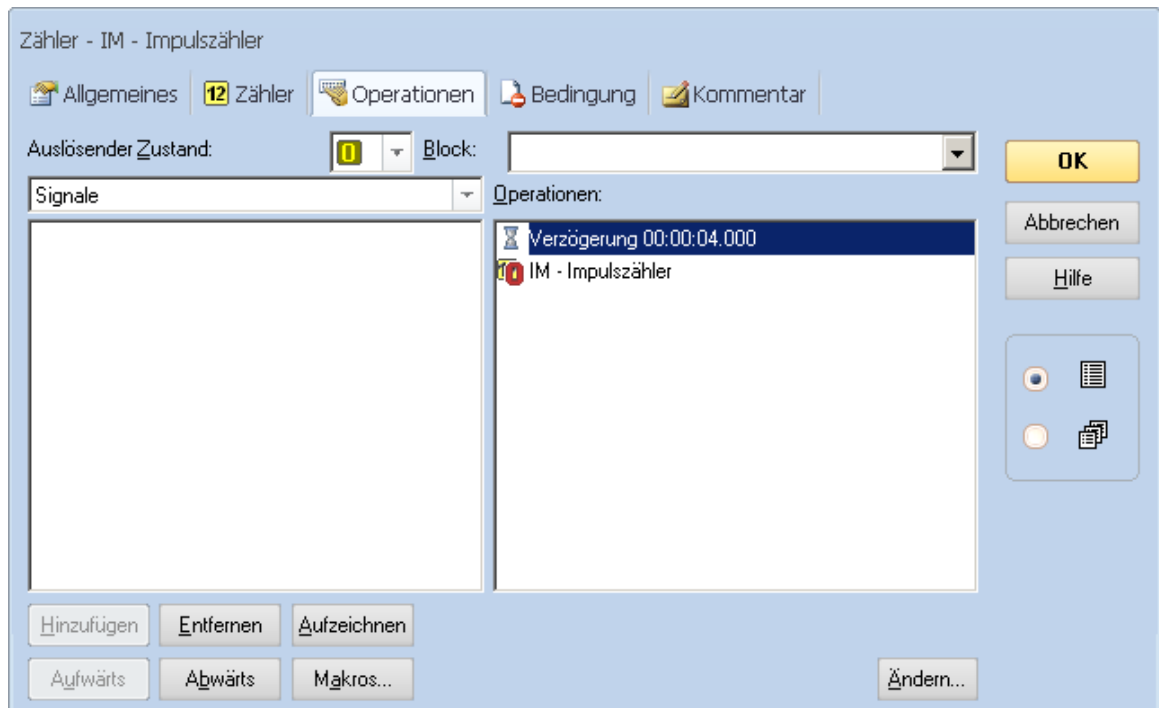 Zähler - IM - Impulszähler
Allgemeines 12 Zähler Operationen Bedingung Kommentar
Auslösender Zustand: Block:
OK
Signale Operationen:
Verzögerung 00:00:04.000
Abbrechen
IM - Impulszähler
Hilfe
Hinzufügen Entfernen Aufzeichnen
Aufwärts Abwärts Makros... Ändern...